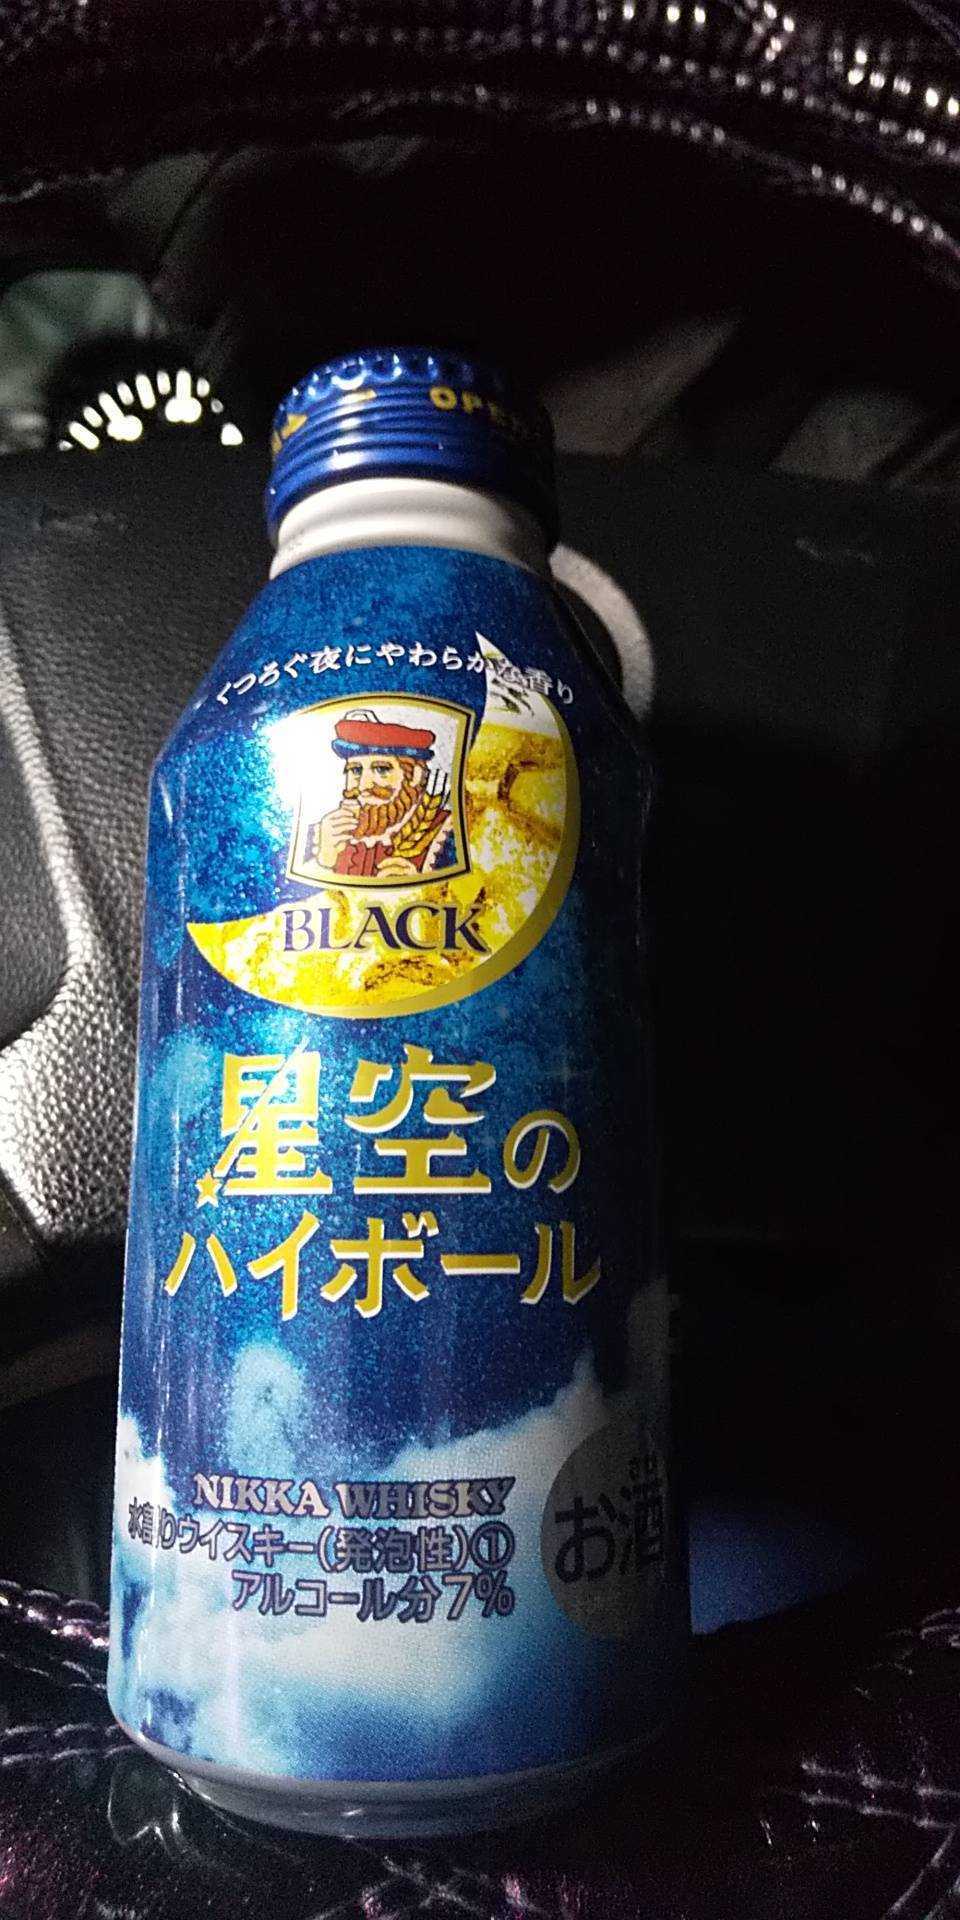 OPEN
くつろぐ夜にやわらかな香り
BLACK
星空の
ハイボール
NIKKA WHISKY
水割りウイスキー(発泡性)①
アルコール分7%
お酒